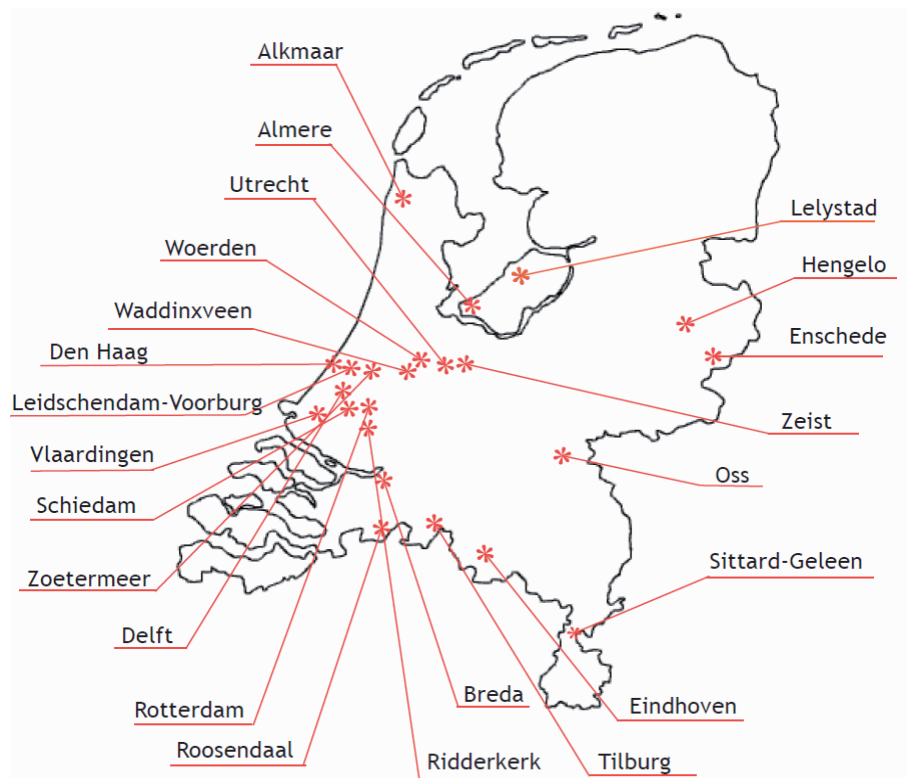 Alkmaar
Almere
Utrecht
Lelystad
Woerden
Hengelo
Waddinxveen
Enschede
Den Haag
Leidschendam-Voorburg
Zeist
Vlaardingen
Oss
Schiedam
Sittard-Geleen
Zoetermeer
Delft
Breda
Eindhoven
Rotterdam
Roosendaal
Ridderkerk
Tilburg